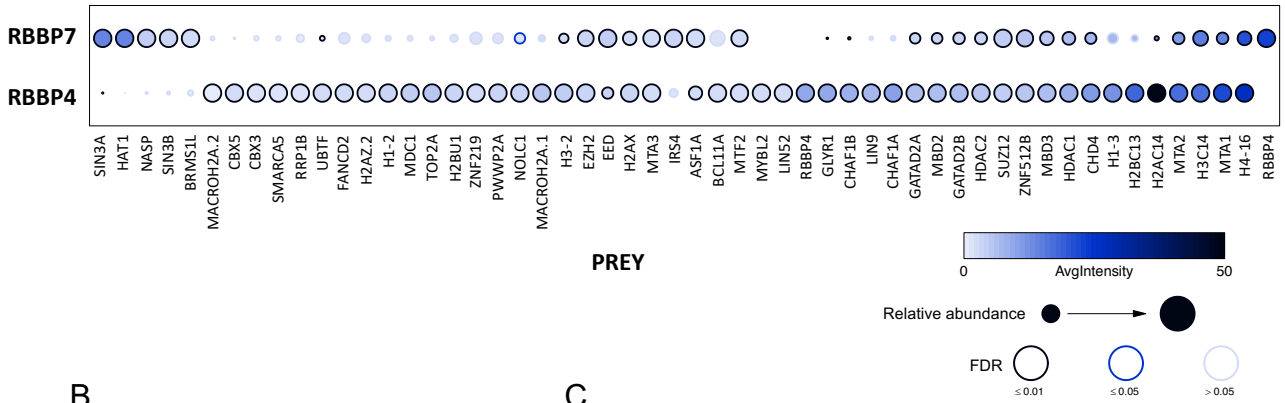 RBBP7
RBBP4
SIN3A
HAT1
NASP
SIN3B
BRMS1L
MACROH2A.2
CBX5
CBX3
SMARCA5
RRP1B
UBTF
FANCD2
H2AZ.2
H1-2
MDC1
TOP2A
H2BU1
ZNF219
PWWP2A
NOLC1
MACROH2A.1
H3-2
EZH2
EED
H2AX
MTA3
IRS4
ASF1A
BCL11A
MTF2
MYBL2
LIN52
RBBP4
GLYR1
CHAF1B
LIN9
CHAF1A
GATAD2A
MBD2
GATAD2B
HDAC2
SUZ12
ZNF512B
MBD3
HDAC1
CHD4
H1-3
H2BC13
H2AC14
MTA2
H3C14
MTA1
H4-16
RBBP4
PREY
0 AvgIntensity 50
Relative abundance
FDR
≤ 0.01 ≤ 0.05 > 0.05
B C